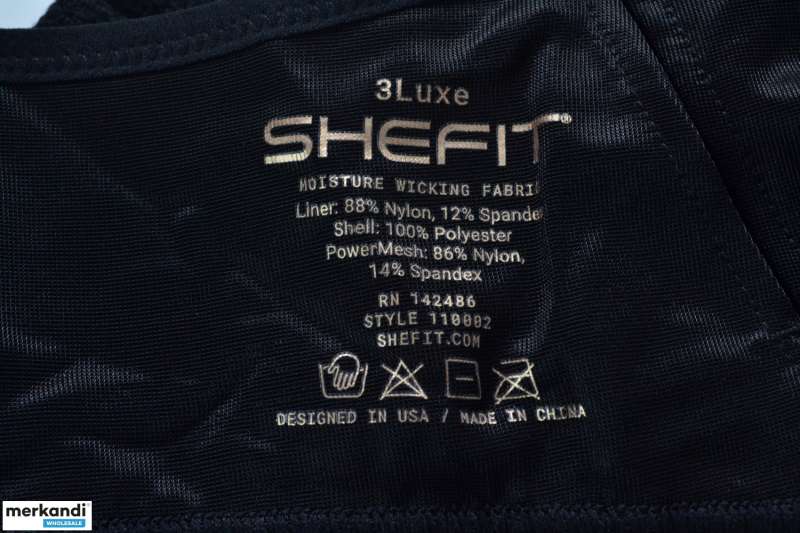 3Luxe
SHEFIT®
MOISTURE WICKING FABRIC
Liner: 88% Nylon, 12% Spandex
Shell: 100% Polyester
PowerMesh: 86% Nylon,
14% Spandex
RN 142486
STYLE 110002
SHEFIT.COM
DESIGNED IN USA / MADE IN CHINA
merkandi
WHOLESALE